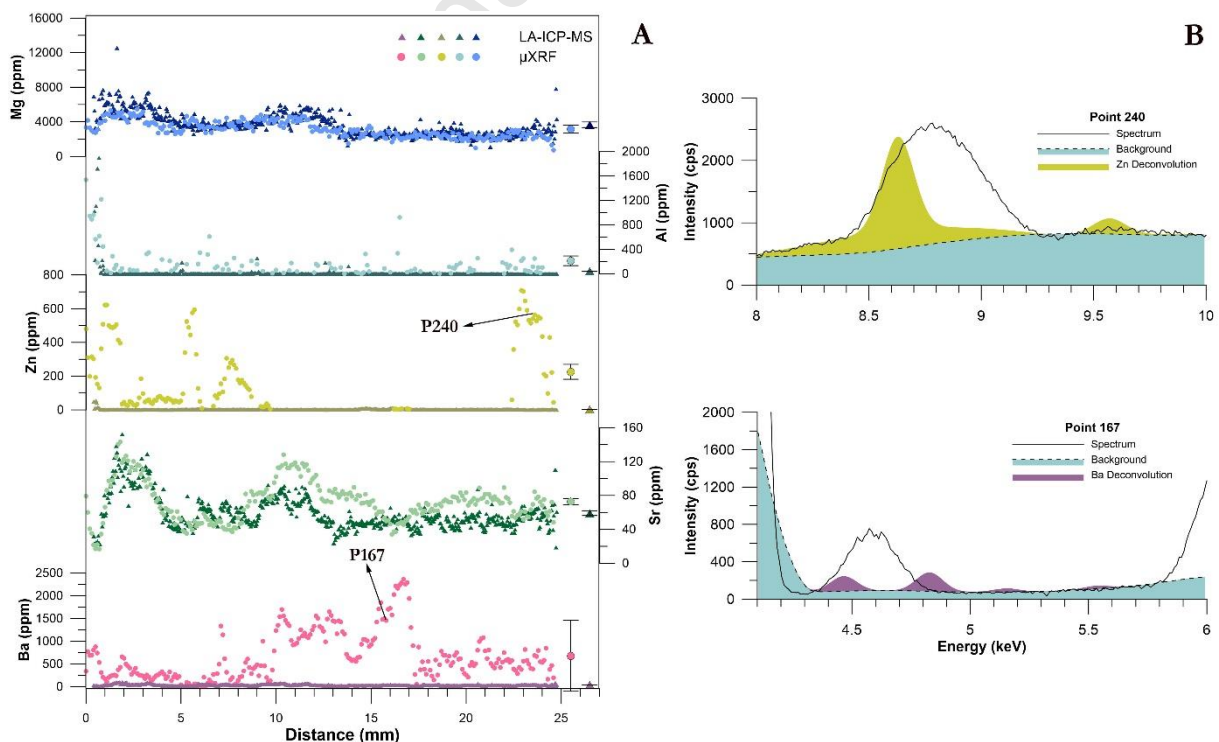 A
LA-ICP-MS
µXRF
Mg (ppm)
16000
12000
8000
4000
0
Al (ppm)
2000
1600
1200
800
400
0
Zn (ppm)
800
600
400
200
0
P240
Sr (ppm)
160
120
80
40
0
P167
Ba (ppm)
2500
2000
1500
1000
500
0
0 5 10 15 20 25
Distance (mm)
B
Point 240
Spectrum
Background
Zn Deconvolution
Intensity (cps)
3000
2000
1000
0
8 8.5 9 9.5 10
Point 167
Spectrum
Background
Ba Deconvolution
Intensity (cps)
2000
1600
1200
800
400
0
4.5 5 5.5 6
Energy (keV)